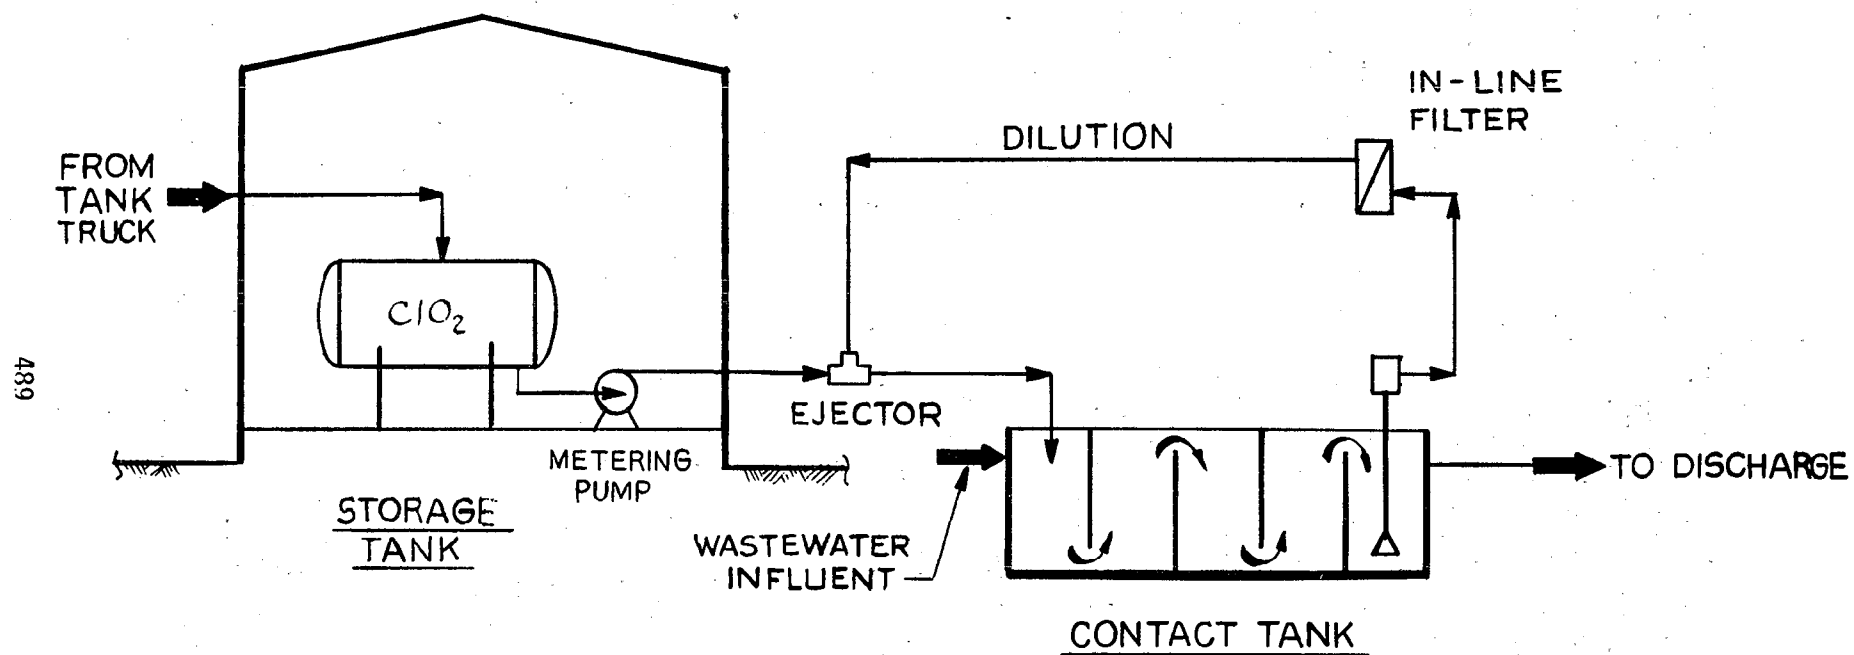 FROM
TANK
TRUCK
ClO₂
METERING
PUMP
STORAGE
TANK
EJECTOR
DILUTION
IN-LINE
FILTER
WASTEWATER
INFLUENT
TO DISCHARGE
CONTACT TANK
489